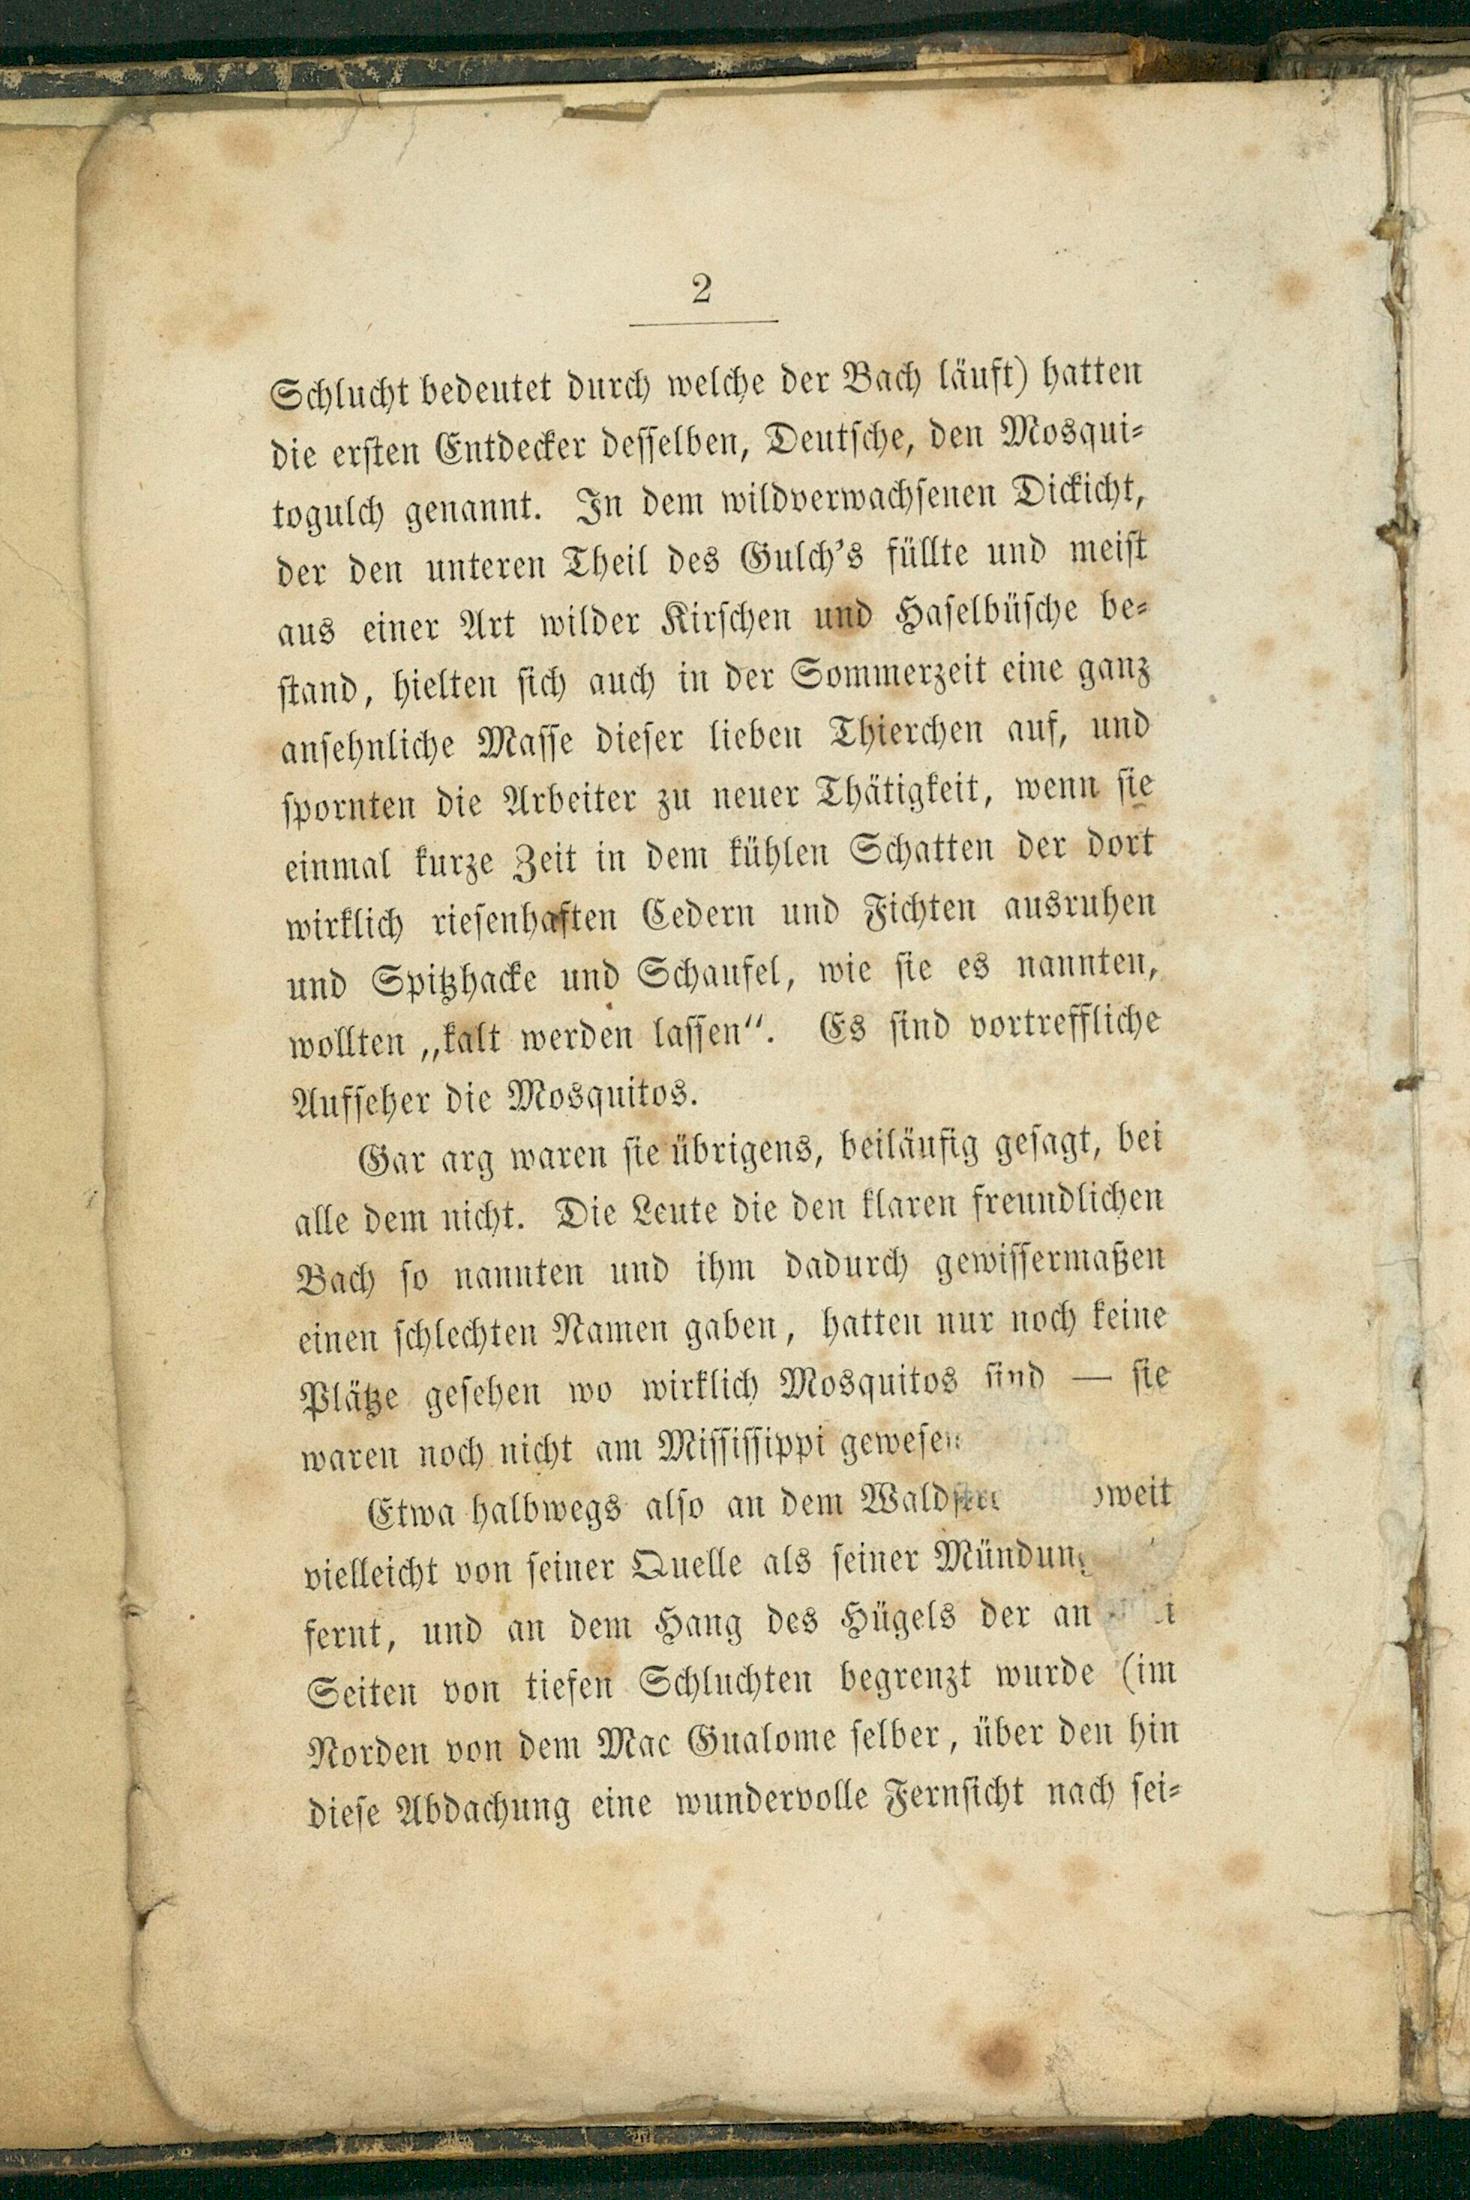 2
Schlucht bedeutet durch welche der Bach läuft) hatten
die ersten Entdecker desselben, Deutsche, den Mosqui-
togulch genannt. In dem wildverwachsenen Dickicht,
der den unteren Theil des Gulch's füllte und meist
aus einer Art wilder Kirschen und Haselbüsche be-
stand, hielten sich auch in der Sommerzeit eine ganz
ansehnliche Masse dieser lieben Thierchen auf, und
spornten die Arbeiter zu neuer Thätigkeit, wenn sie
einmal kurze Zeit in dem kühlen Schatten der dort
wirklich riesenhaften Cedern und Fichten ausruhen
und Spitzhacke und Schaufel, wie sie es nannten,
wollten „kalt werden lassen“. Es sind vortreffliche
Aufseher die Mosquitos.
Gar arg waren sie übrigens, beiläufig gesagt, bei
alle dem nicht. Die Leute die den klaren freundlichen
Bach so nannten und ihm dadurch gewissermaßen
einen schlechten Namen gaben, hatten nur noch keine
Plätze gesehen wo wirklich Mosquitos sind — sie
waren noch nicht am Mississippi gewesen
Etwa halbwegs also an dem
vielleicht von seiner Quelle als seiner Mündung
fernt, und an dem Hang des Hügels der an
Seiten von tiefen Schluchten begrenzt wurde (im
Norden von dem Mac Gualome selber, über den hin
diese Abdachung eine wundervolle Fernsicht nach sei-